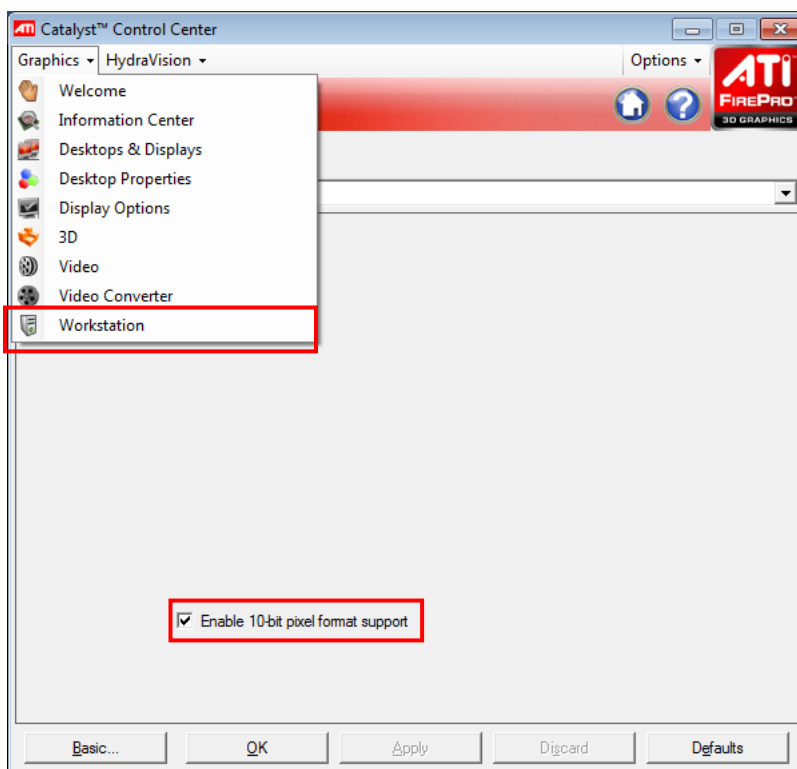 ATI Catalyst™ Control Center
Graphics HydraVision Options
ATI
FIREPRO
3D GRAPHICS
Welcome
Information Center
Desktops & Displays
Desktop Properties
Display Options
3D
Video
Video Converter
Workstation
Enable 10-bit pixel format support
Basic... OK Apply Discard Defaults